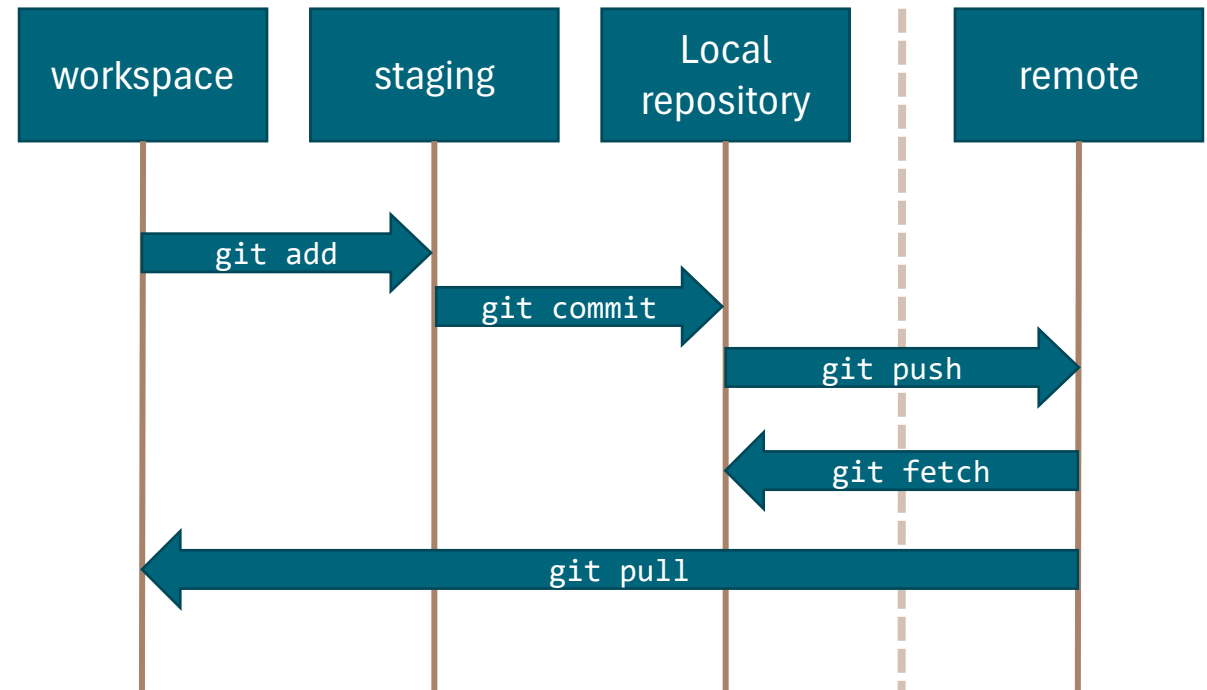 workspace
staging
Local
repository
remote
git add
git commit
git push
git fetch
git pull